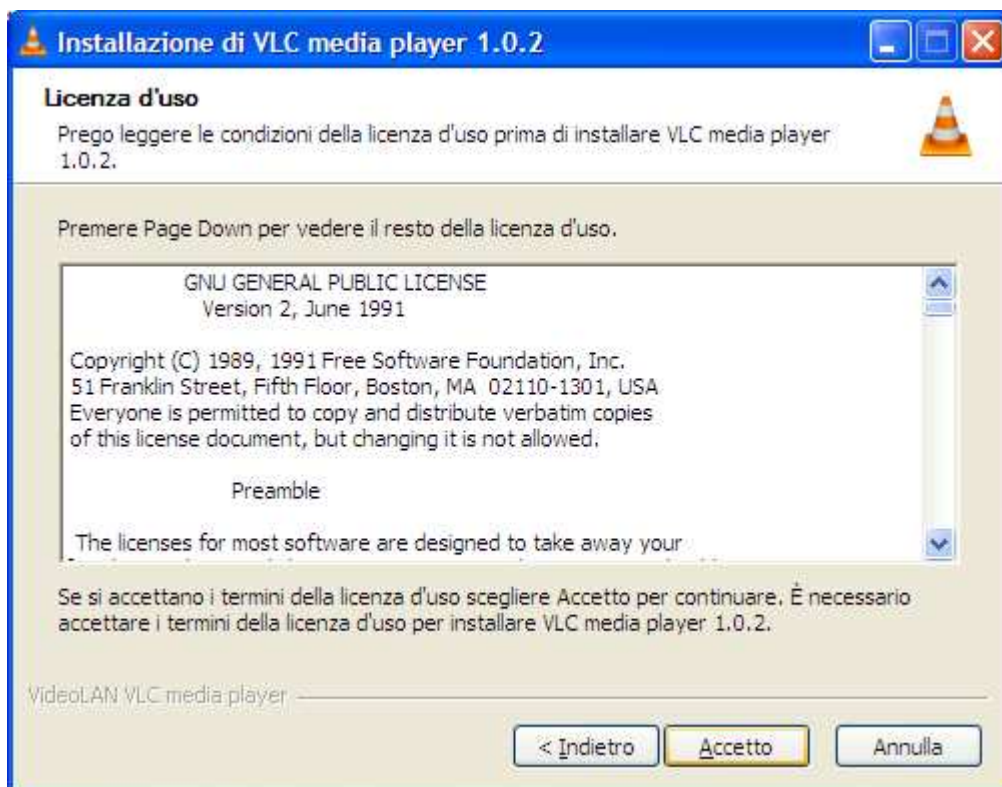 Installazione di VLC media player 1.0.2
Licenza d'uso
Prego leggere le condizioni della licenza d'uso prima di installare VLC media player
1.0.2.
Premere Page Down per vedere il resto della licenza d'uso.
GNU GENERAL PUBLIC LICENSE
Version 2, June 1991
Copyright (C) 1989, 1991 Free Software Foundation, Inc.
51 Franklin Street, Fifth Floor, Boston, MA  02110-1301, USA
Everyone is permitted to copy and distribute verbatim copies
of this license document, but changing it is not allowed.
Preamble
The licenses for most software are designed to take away your
Se si accettano i termini della licenza d'uso scegliere Accetto per continuare. È necessario
accettare i termini della licenza d'uso per installare VLC media player 1.0.2.
VideoLAN VLC media player
< Indietro
Accetto
Annulla